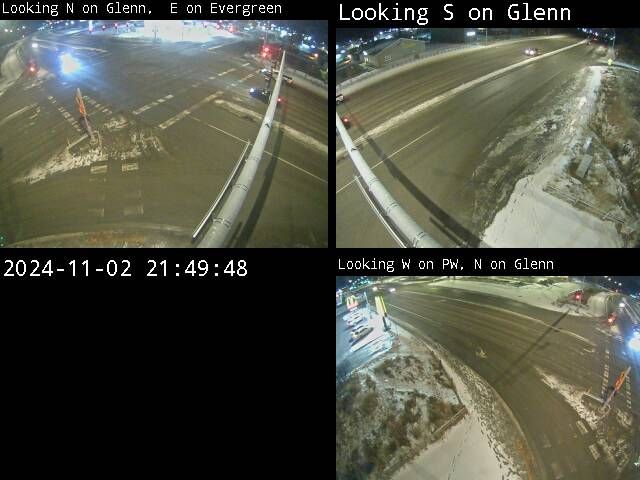 Looking N on Glenn,  E on Evergreen
Looking S on Glenn
2024-11-02 21:49:48
Looking W on PW, N on Glenn